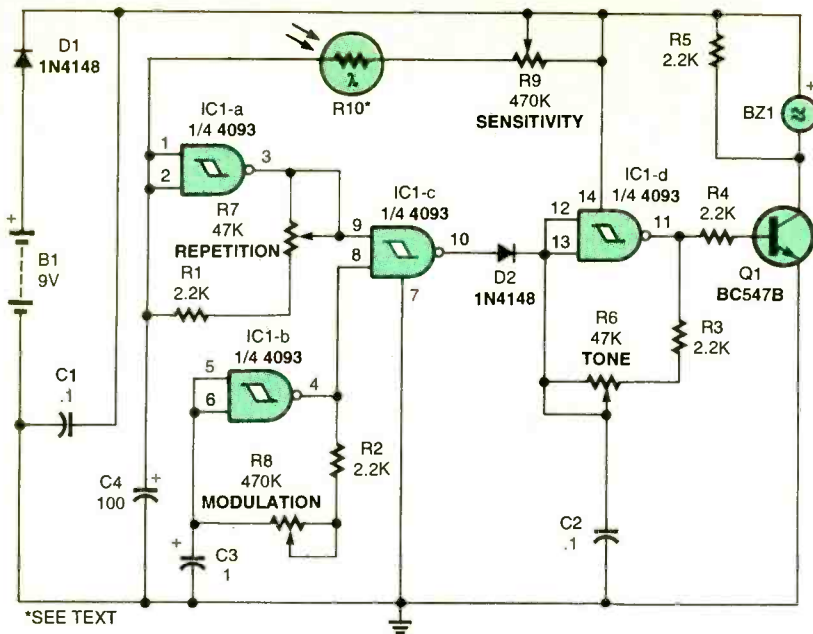 D1
1N4148
+
B1
9V
C1
.1
C4
100
+
*SEE TEXT
IC1-a
1/4 4093
1
2
3
R7
47K
REPETITION
R1
2.2K
IC1-b
1/4 4093
5
6
4
R8
470K
MODULATION
R2
2.2K
+
C3
1
λ
R10*
R9
470K
SENSITIVITY
IC1-c
1/4 4093
9
8
10
7
D2
1N4148
IC1-d
1/4 4093
14
12
13
11
R6
47K
TONE
R3
2.2K
C2
.1
R4
2.2K
R5
2.2K
+
BZ1
Q1
BC547B